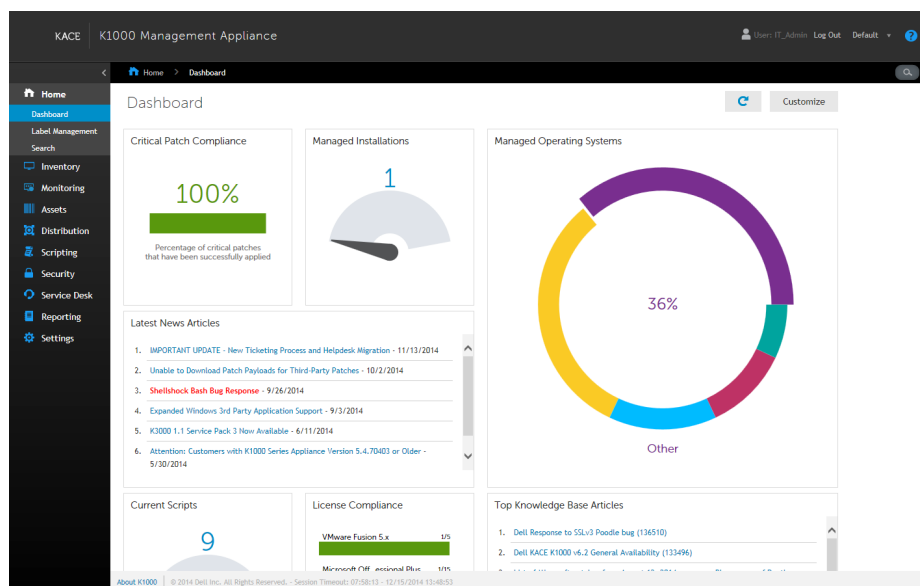 KACE K1000 Management Appliance
User: IT_Admin Log Out Default
?
Home > Dashboard
Home
Dashboard
Label Management
Search
Inventory
Monitoring
Assets
Distribution
Scripting
Security
Service Desk
Reporting
Settings
Dashboard
Customize
Critical Patch Compliance
100%
Percentage of critical patches
that have been successfully applied
Managed Installations
1
Managed Operating Systems
36%
Other
Latest News Articles
1. IMPORTANT UPDATE - New Ticketing Process and Helpdesk Migration - 11/13/2014
2. Unable to Download Patch Payloads for Third-Party Patches - 10/2/2014
3. Shellshock Bash Bug Response - 9/26/2014
4. Expanded Windows 3rd Party Application Support - 9/3/2014
5. K3000 1.1 Service Pack 3 Now Available - 6/11/2014
6. Attention: Customers with K1000 Series Appliance Version 5.4.70403 or Older -
5/30/2014
Current Scripts
9
License Compliance
VMware Fusion 5.x 1/5
Microsoft Off...essional Plus 1/15
Top Knowledge Base Articles
1. Dell Response to SSLv3 Poodle bug (136510)
2. Dell KACE K1000 v6.2 General Availability (133496)
About K1000 © 2014 Dell Inc. All Rights Reserved. - Session Timeout: 07:58:13 - 12/15/2014 13:48:53